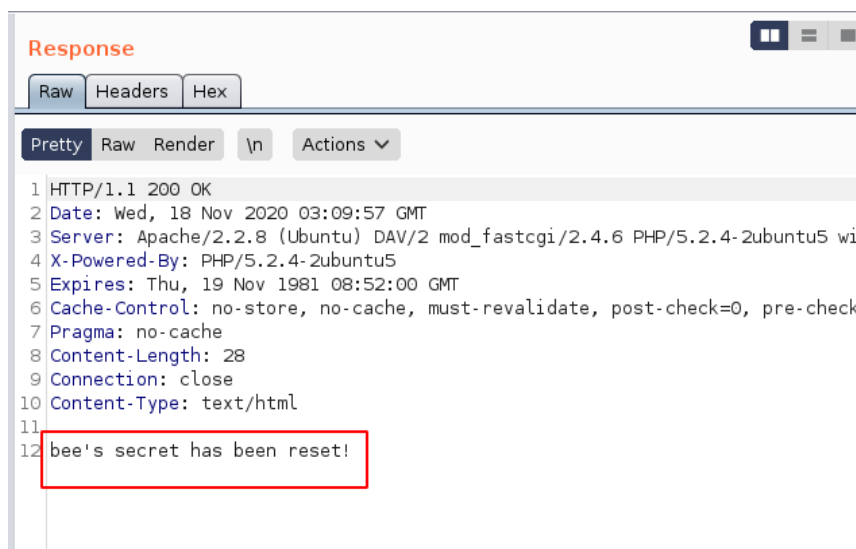 Response
Raw Headers Hex
Pretty Raw Render \n Actions
1 HTTP/1.1 200 OK
2 Date: Wed, 18 Nov 2020 03:09:57 GMT
3 Server: Apache/2.2.8 (Ubuntu) DAV/2 mod_fastcgi/2.4.6 PHP/5.2.4-2ubuntu5 wi
4 X-Powered-By: PHP/5.2.4-2ubuntu5
5 Expires: Thu, 19 Nov 1981 08:52:00 GMT
6 Cache-Control: no-store, no-cache, must-revalidate, post-check=0, pre-check
7 Pragma: no-cache
8 Content-Length: 28
9 Connection: close
10 Content-Type: text/html
11
12 bee's secret has been reset!